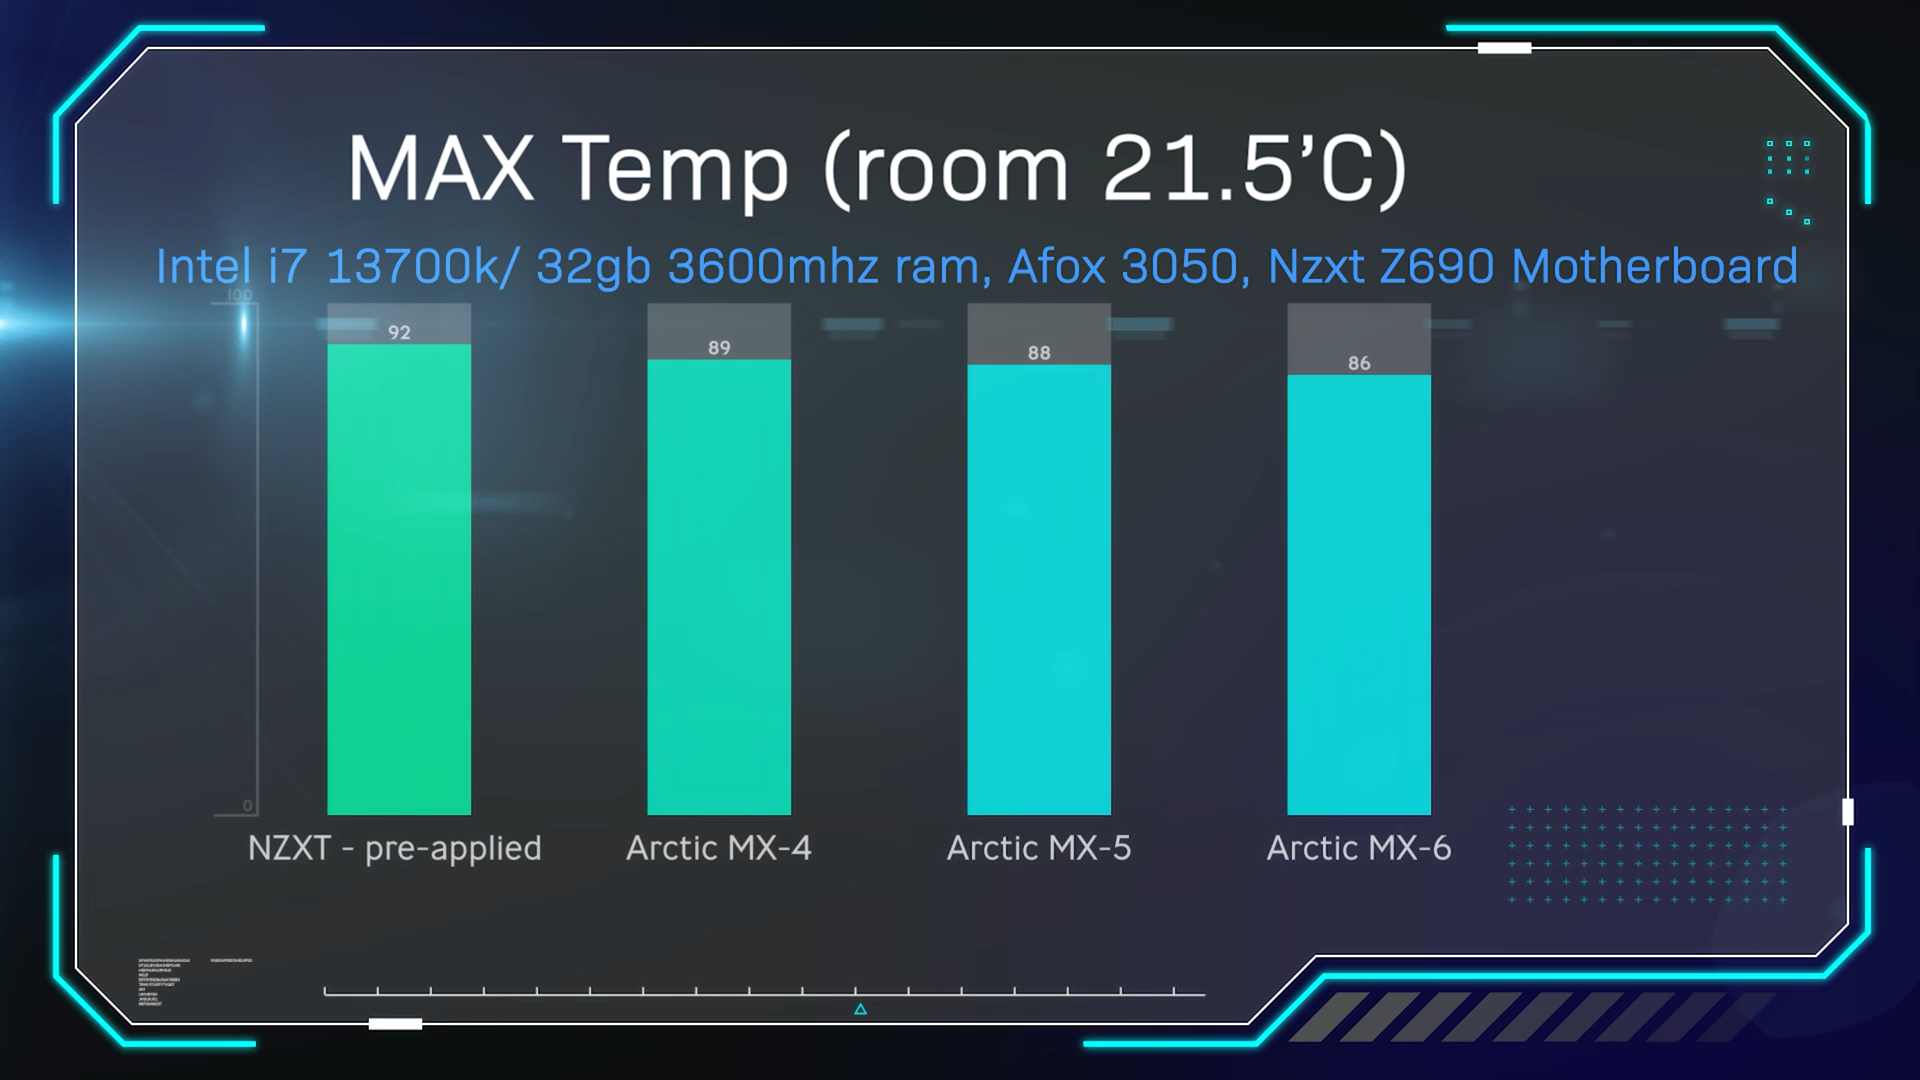 MAX Temp (room 21.5’C)
Intel i7 13700k/ 32gb 3600mhz ram, Afox 3050, Nzxt Z690 Motherboard
100
92
89
88
86
0
NZXT - pre-applied
Arctic MX-4
Arctic MX-5
Arctic MX-6